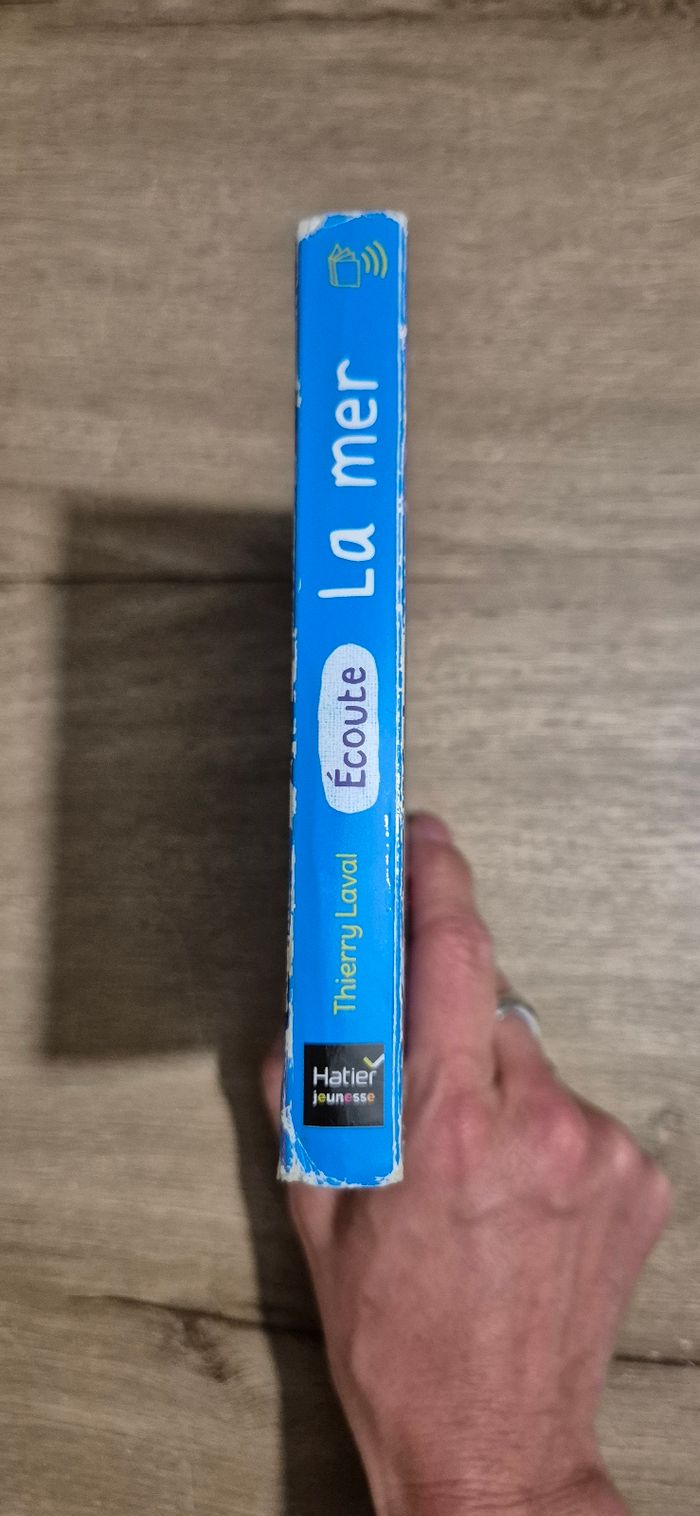 Thierry Laval
Écoute
La mer
Hatier
jeunesse